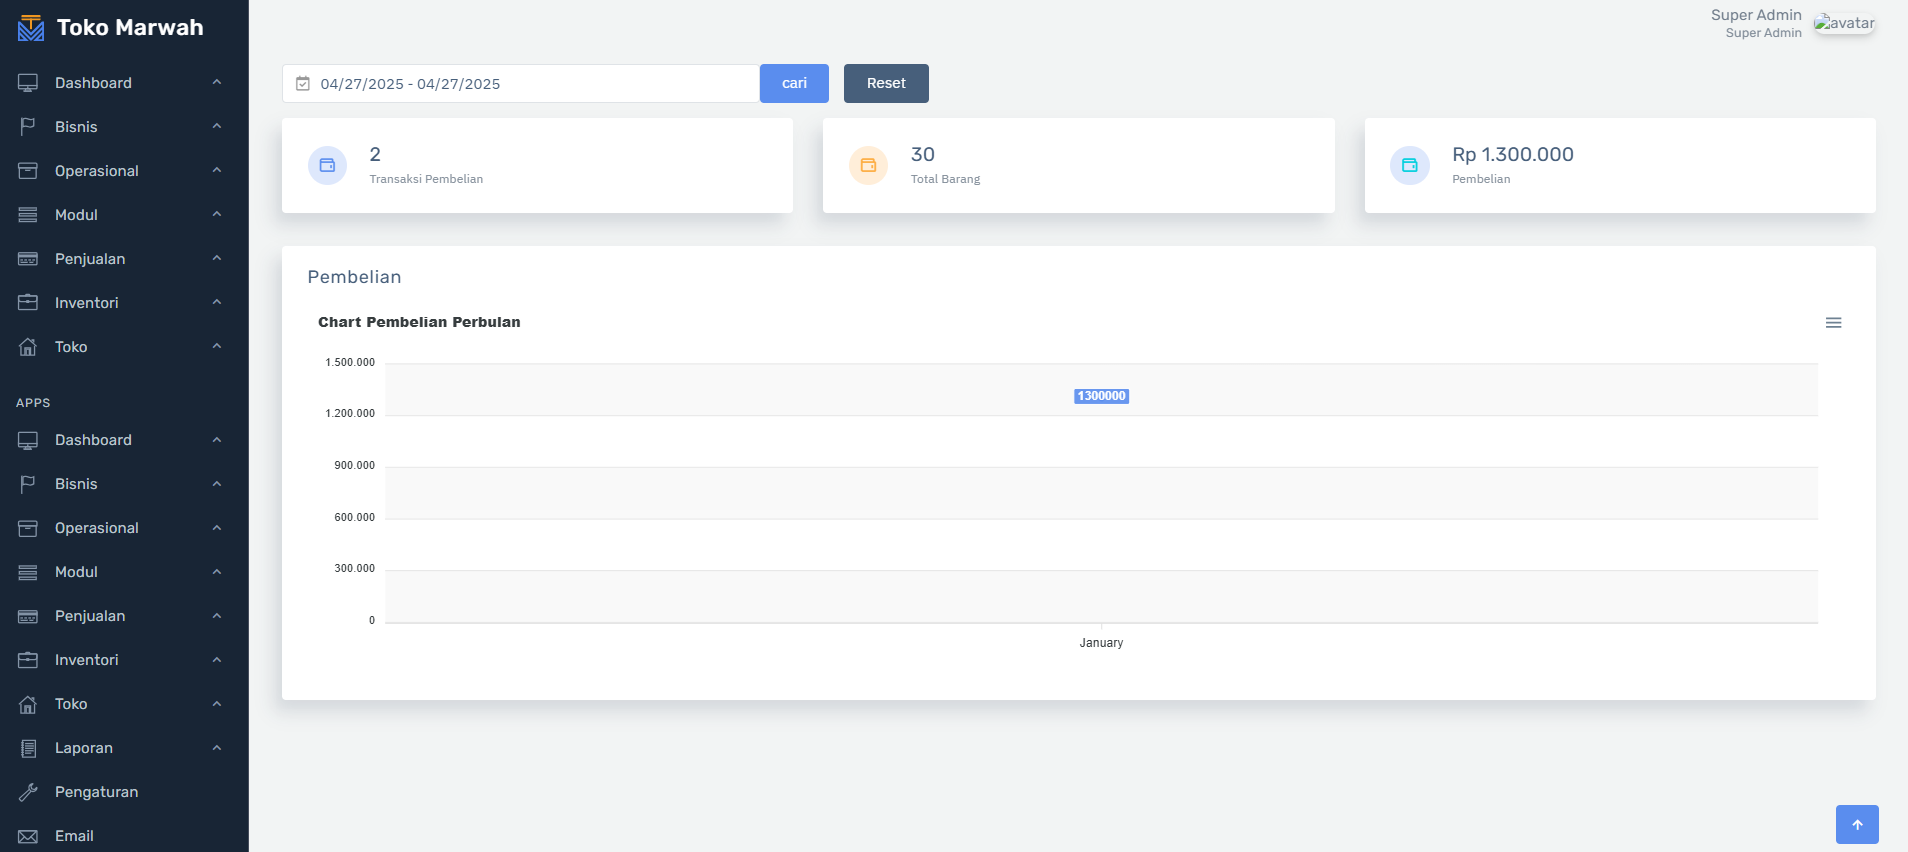 Toko Marwah
Dashboard
Bisnis
Operasional
Modul
Penjualan
Inventori
Toko
APPS
Dashboard
Bisnis
Operasional
Modul
Penjualan
Inventori
Toko
Laporan
Pengaturan
Email
Super Admin
Super Admin
avatar
04/27/2025 - 04/27/2025
cari
Reset
2
Transaksi Pembelian
30
Total Barang
Rp 1.300.000
Pembelian
Pembelian
Chart Pembelian Perbulan
1.500.000
1.200.000
900.000
600.000
300.000
0
1300000
January